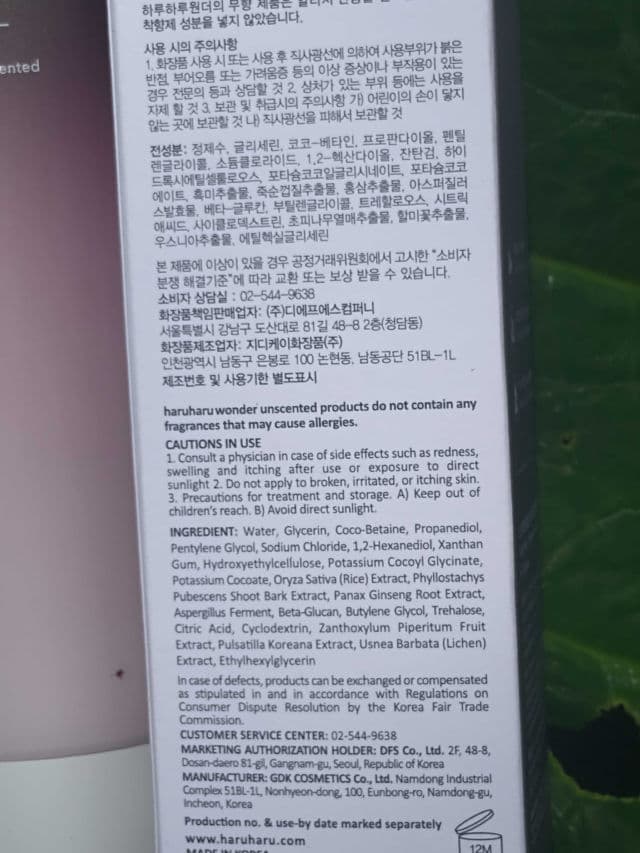 ented
하루하루원더의 무향 제품은
착향제 성분을 넣지 않았습니다.
사용 시의 주의사항
1. 화장품 사용 시 또는 사용 후 직사광선에 의하여 사용부위가 붉은
반점, 부어오름 또는 가려움증 등의 이상 증상이나 부작용이 있는
경우 전문의 등과 상담할 것 2. 상처가 있는 부위 등에는 사용을
자제 할 것 3. 보관 및 취급시의 주의사항 가) 어린이의 손이 닿지
않는 곳에 보관할 것 나) 직사광선을 피해서 보관할 것
전성분: 정제수, 글리세린, 코코-베타인, 프로판다이올, 펜틸
렌글라이콜, 소듐클로라이드, 1,2-헥산다이올, 잔탄검, 하이
드록시에틸셀룰로오스, 포타슘코코일글리시네이트, 포타슘코코
에이트, 흑미추출물, 죽순껍질추출물, 홍삼추출물, 아스퍼질러
스발효물, 베타-글루칸, 부틸렌글라이콜, 트레할로오스, 시트릭
애씨드, 사이클로덱스트린, 초피나무열매추출물, 할미꽃추출물,
우스니아추출물, 에틸헥실글리세린
본 제품에 이상이 있을 경우 공정거래위원회에서 고시한 "소비자
분쟁 해결기준"에 따라 교환 또는 보상 받을 수 있습니다.
소비자 상담실 : 02-544-9638
화장품책임판매업자: (주)디에프에스컴퍼니
서울특별시 강남구 도산대로 81길 48-8 2층(청담동)
화장품제조업자: 지디케이화장품(주)
인천광역시 남동구 은봉로 100 논현동, 남동공단 51BL-1L
제조번호 및 사용기한 별도표시
haruharu wonder unscented products do not contain any
fragrances that may cause allergies.
CAUTIONS IN USE
1. Consult a physician in case of side effects such as redness,
swelling and itching after use or exposure to direct
sunlight 2. Do not apply to broken, irritated, or itching skin.
3. Precautions for treatment and storage. A) Keep out of
children's reach. B) Avoid direct sunlight.
INGREDIENT: Water, Glycerin, Coco-Betaine, Propanediol,
Pentylene Glycol, Sodium Chloride, 1,2-Hexanediol, Xanthan
Gum, Hydroxyethylcellulose, Potassium Cocoyl Glycinate,
Potassium Cocoate, Oryza Sativa (Rice) Extract, Phyllostachys
Pubescens Shoot Bark Extract, Panax Ginseng Root Extract,
Aspergillus Ferment, Beta-Glucan, Butylene Glycol, Trehalose,
Citric Acid, Cyclodextrin, Zanthoxylum Piperitum Fruit
Extract, Pulsatilla Koreana Extract, Usnea Barbata (Lichen)
Extract, Ethylhexylglycerin
In case of defects, products can be exchanged or compensated
as stipulated in and in accordance with Regulations on
Consumer Dispute Resolution by the Korea Fair Trade
Commission.
CUSTOMER SERVICE CENTER: 02-544-9638
MARKETING AUTHORIZATION HOLDER: DFS Co., Ltd. 2F, 48-8,
Dosan-daero 81-gil, Gangnam-gu, Seoul, Republic of Korea
MANUFACTURER: GDK COSMETICS Co., Ltd. Namdong Industrial
Complex 51BL-1L, Nonhyeon-dong, 100, Eunbong-ro, Namdong-gu,
Incheon, Korea
Production no. & use-by date marked separately
www.haruharu.com
MADE IN KOREA
12M